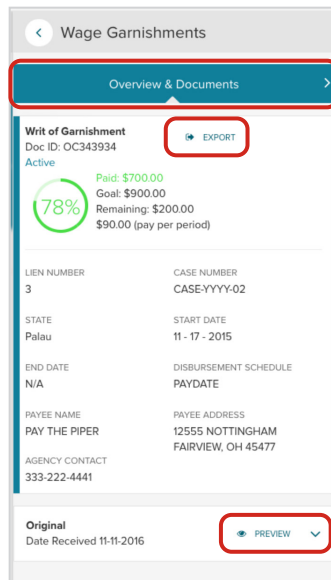 Wage Garnishments
Overview & Documents
Writ of Garnishment
EXPORT
Doc ID: OC343934
Active
78%
Paid: $700.00
Goal: $900.00
Remaining: $200.00
$90.00 (pay per period)
LIEN NUMBER
3
CASE NUMBER
CASE-YYYY-02
STATE
Palau
START DATE
11 - 17 - 2015
END DATE
N/A
DISBURSEMENT SCHEDULE
PAYDATE
PAYEE NAME
PAY THE PIPER
PAYEE ADDRESS
12555 NOTTINGHAM
FAIRVIEW, OH 45477
AGENCY CONTACT
333-222-4441
Original
Date Received 11-11-2016
PREVIEW